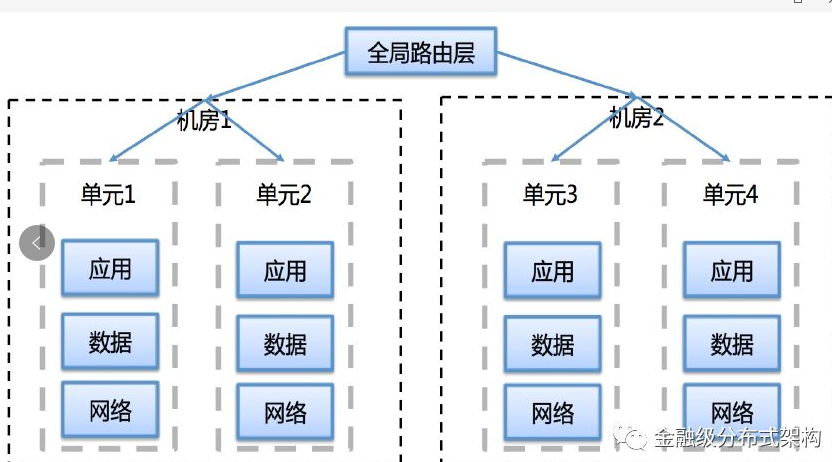 全局路由层
机房1
机房2
单元1
单元2
单元3
单元4
应用
应用
应用
应用
数据
数据
数据
数据
网络
网络
网络
网络
金融级分布式架构